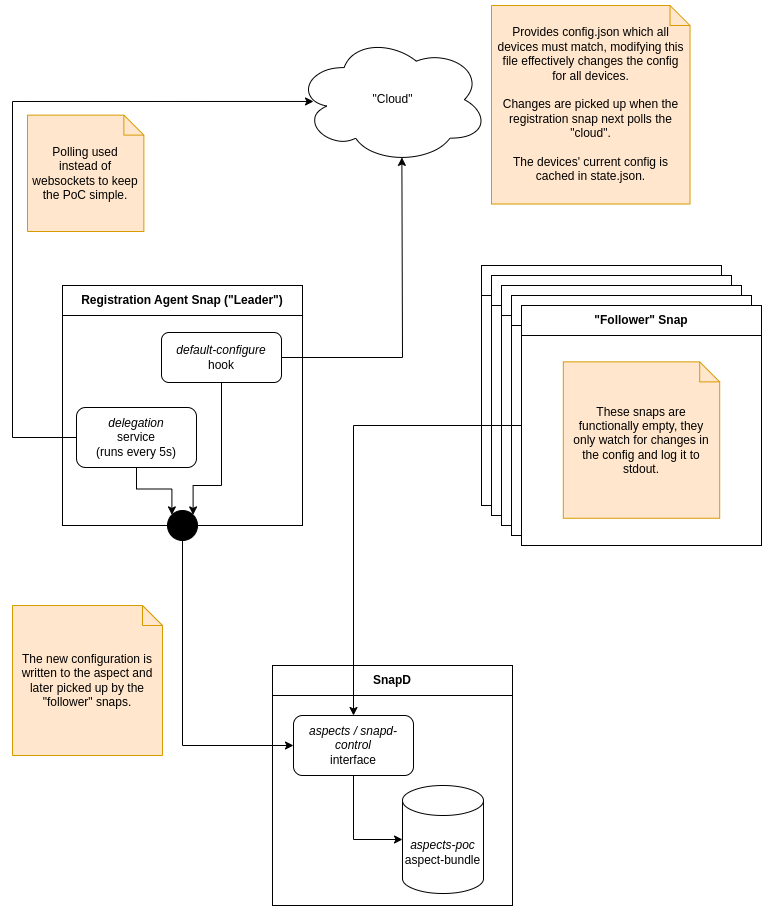 Provides config.json which all
devices must match, modifying this
file effectively changes the config
for all devices.
Changes are picked up when the
registration snap next polls the
"cloud".
The devices' current config is
cached in state.json.
"Cloud"
Polling used
instead of
websockets to keep
the PoC simple.
Registration Agent Snap ("Leader")
default-configure
hook
delegation
service
(runs every 5s)
"Follower" Snap
These snaps are
functionally empty, they
only watch for changes in
the config and log it to
stdout.
The new configuration is
written to the aspect and
later picked up by the
"follower" snaps.
SnapD
aspects / snapd-
control
interface
aspects-poc
aspect-bundle